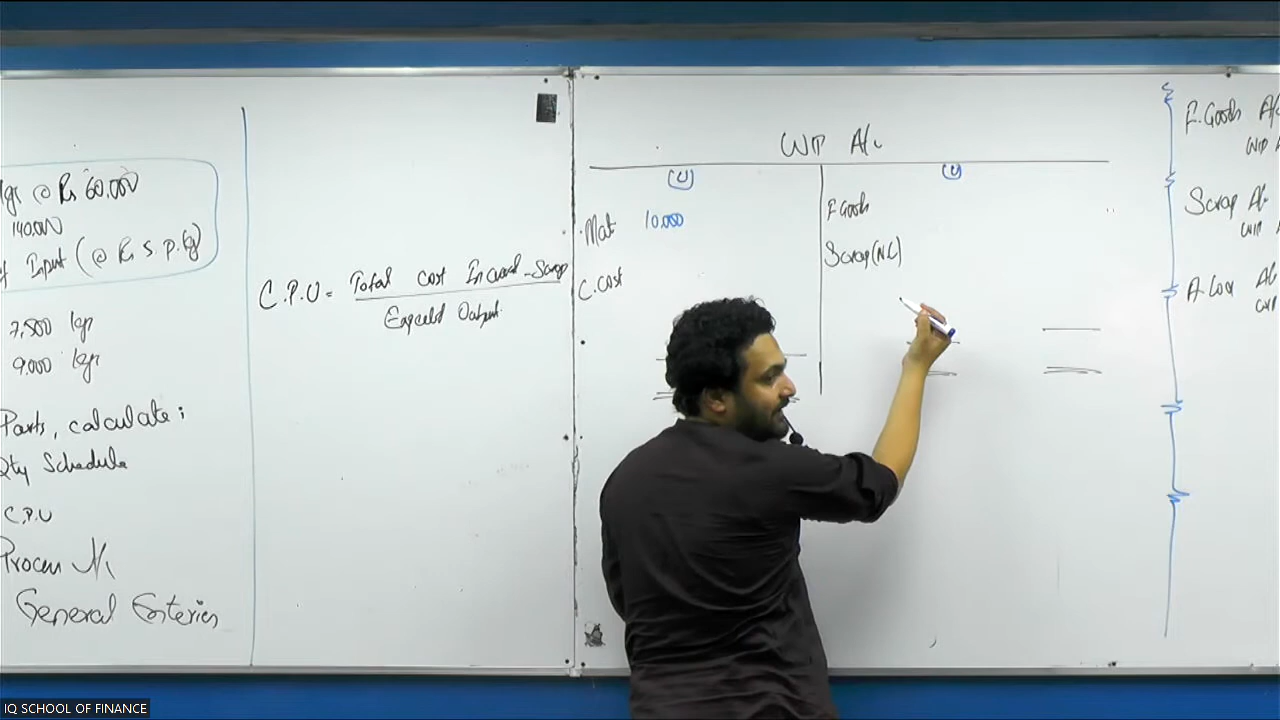 kgs @ Rs 60,000
140,000
of Input (@ Rs 5 p.kg)
7,500 kgs
9,000 kgs
Parts, calculate;
Qty Schedule
C.P.U
Process A/c
General Enteries
C.P.U = Total cost Incurred - Scrap
Expected Output
WIP A/c
(U) (U)
Mat 10,000 F.Goods
Scrap (NL)
C.Cost
F.Goods A/c
WIP A
Scrap A/c
WIP A
A.Loss A/c
WIP
IQ SCHOOL OF FINANCE